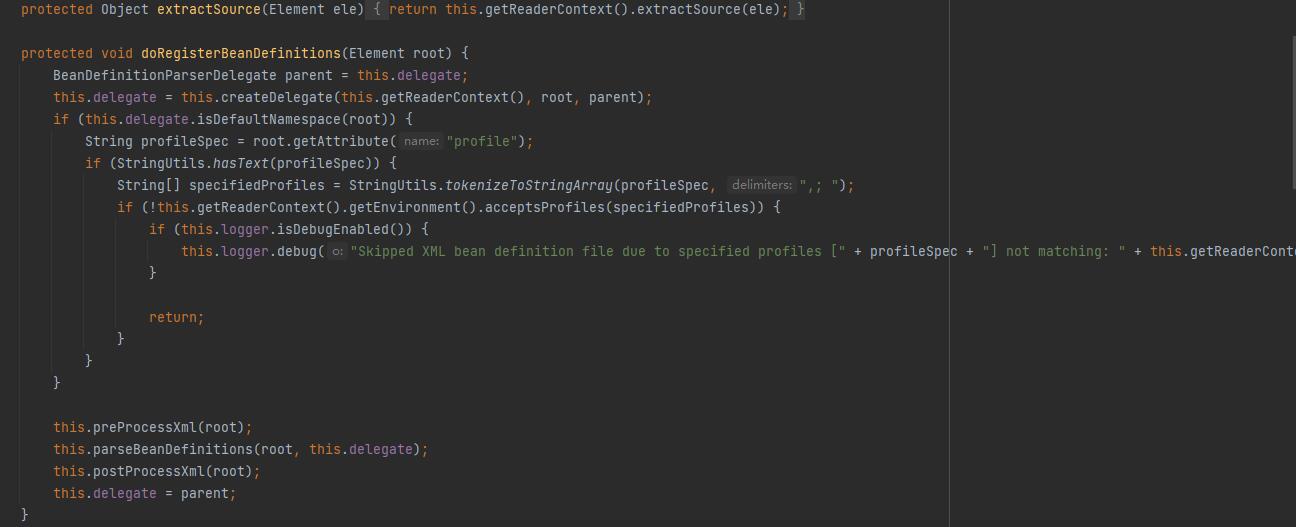 protected Object extractSource(Element ele) { return this.getReaderContext().extractSource(ele); }
protected void doRegisterBeanDefinitions(Element root) {
BeanDefinitionParserDelegate parent = this.delegate;
this.delegate = this.createDelegate(this.getReaderContext(), root, parent);
if (this.delegate.isDefaultNamespace(root)) {
String profileSpec = root.getAttribute( name: "profile");
if (StringUtils.hasText(profileSpec)) {
String[] specifiedProfiles = StringUtils.tokenizeToStringArray(profileSpec, delimiters: ",; ");
if (!this.getReaderContext().getEnvironment().acceptsProfiles(specifiedProfiles)) {
if (this.logger.isDebugEnabled()) {
this.logger.debug( o: "Skipped XML bean definition file due to specified profiles [" + profileSpec + "] not matching: " + this.getReaderCont
}
return;
}
}
}
this.preProcessXml(root);
this.parseBeanDefinitions(root, this.delegate);
this.postProcessXml(root);
this.delegate = parent;
}